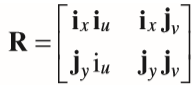 R = [ i_x i_u   i_x j_v
j_y i_u   j_y j_v ]